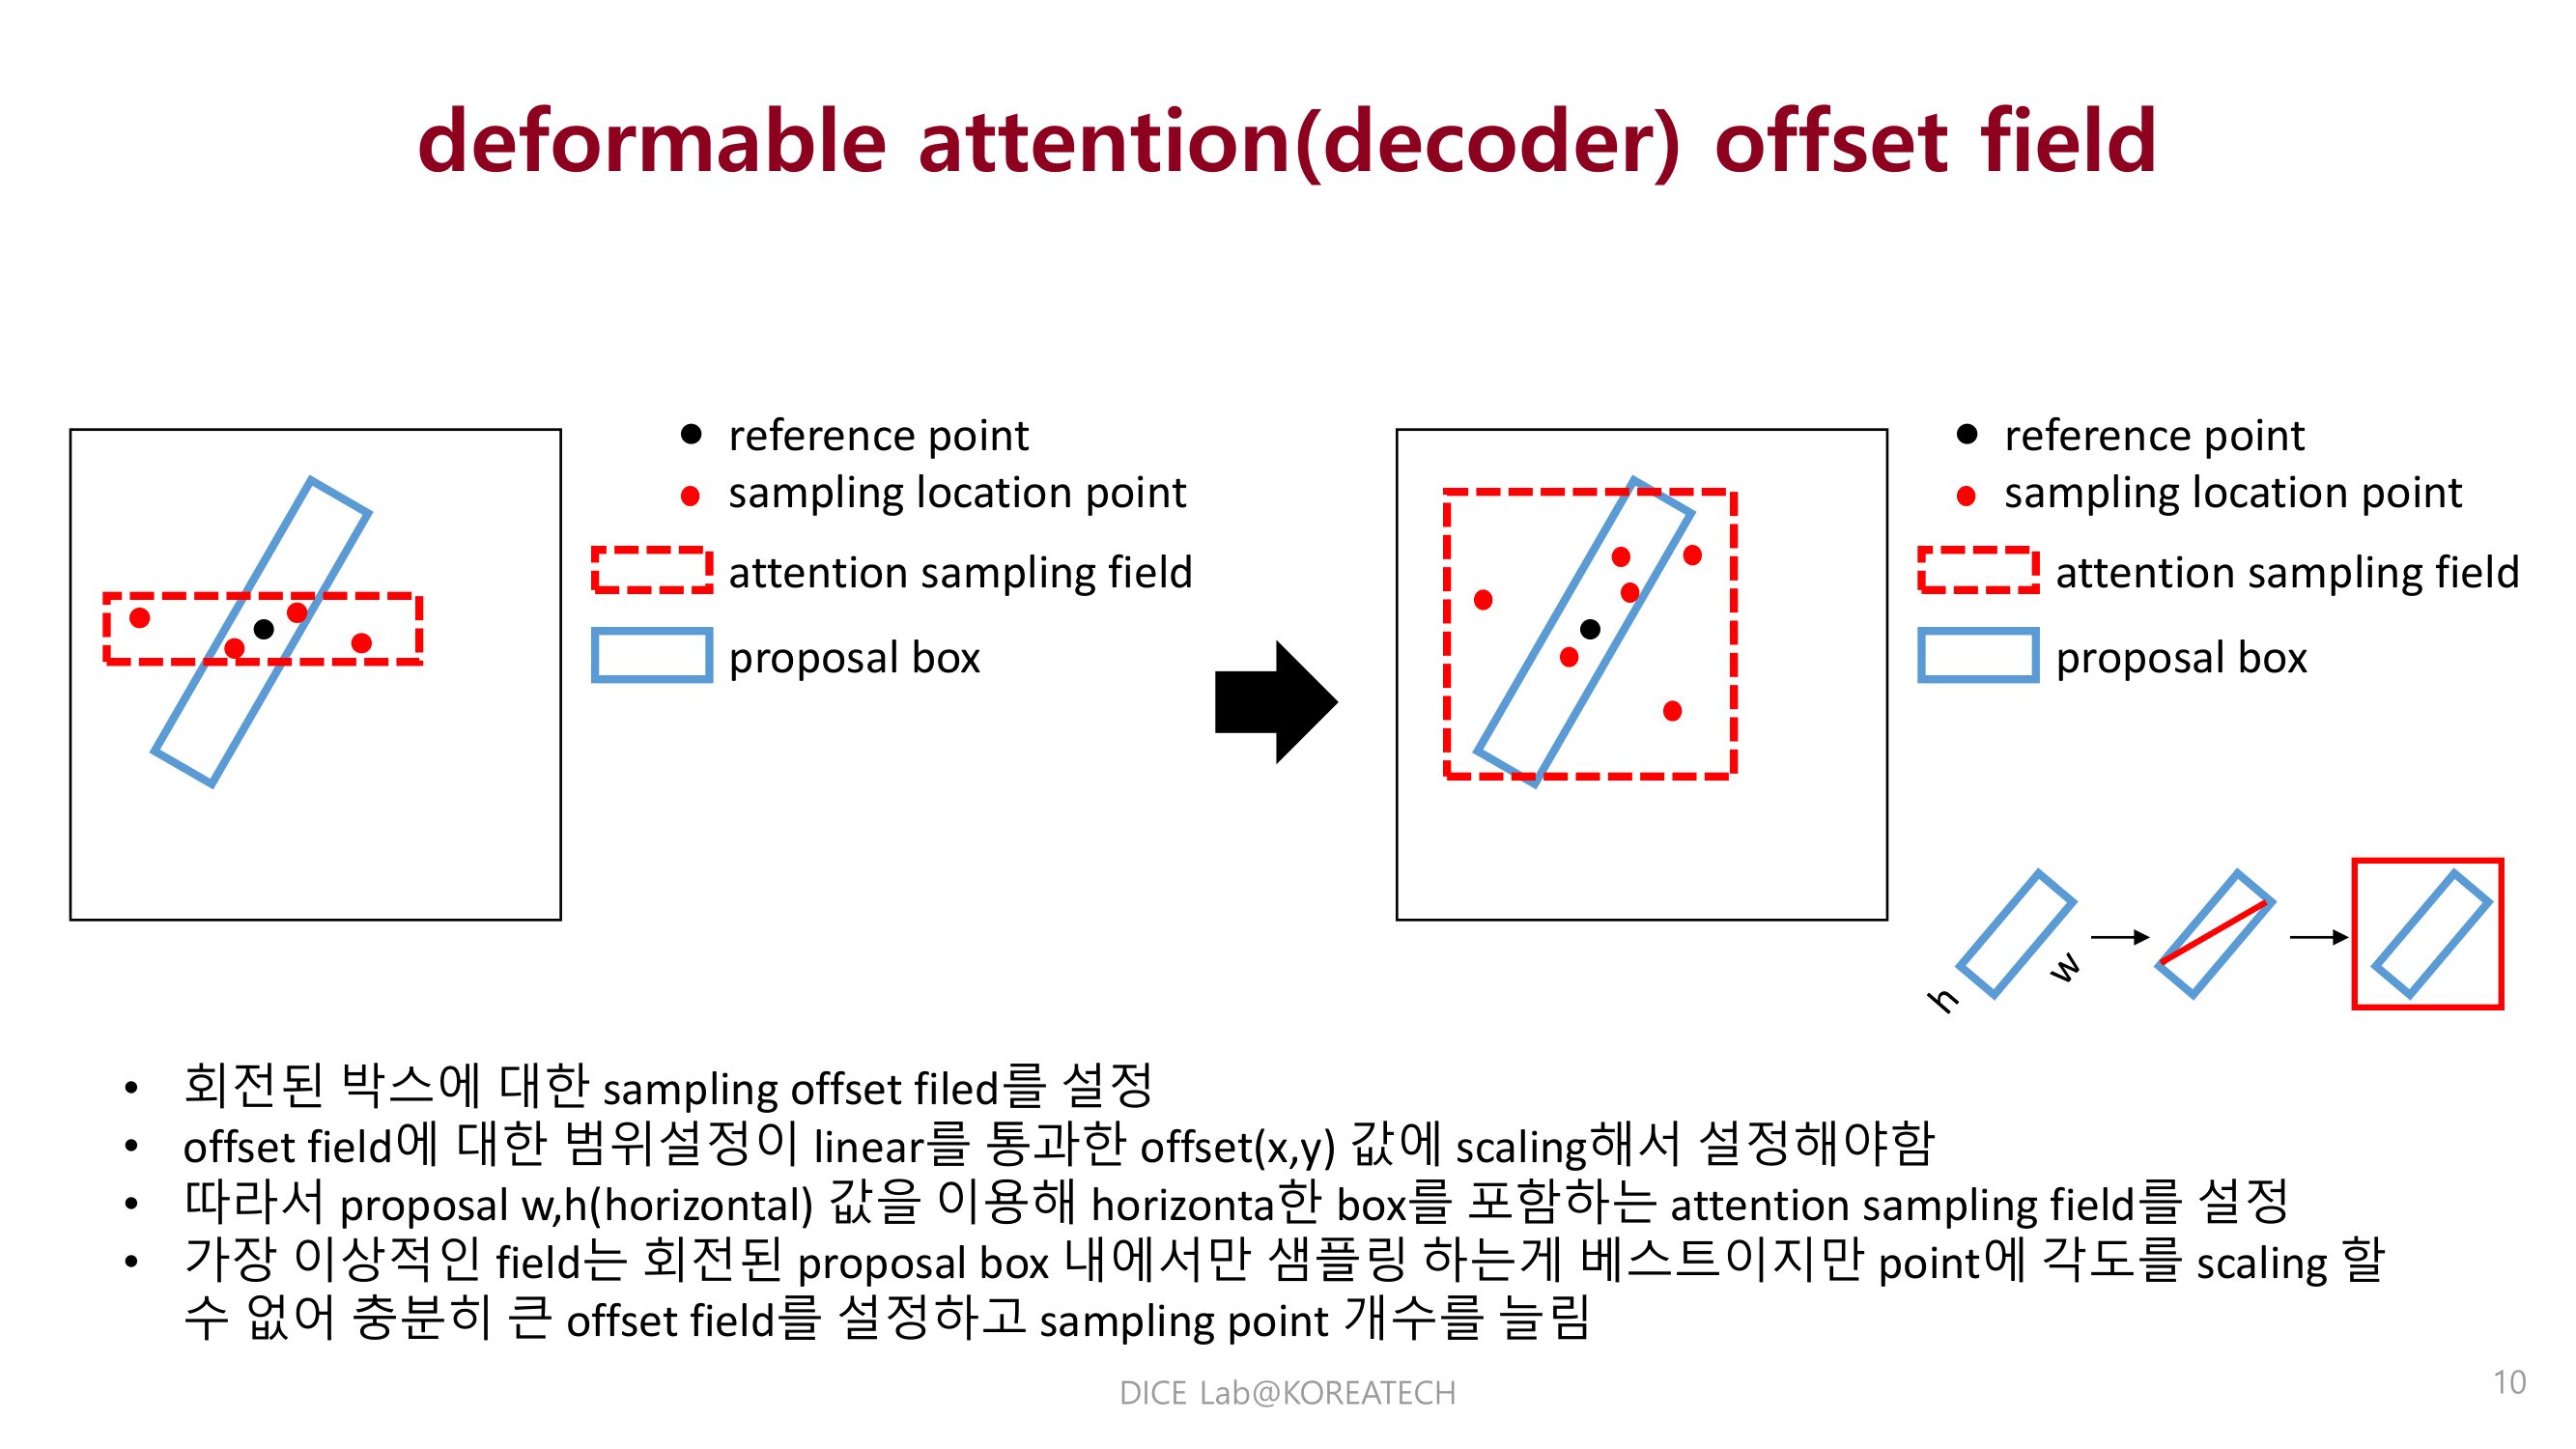 deformable attention(decoder) offset field
reference point
sampling location point
attention sampling field
proposal box
reference point
sampling location point
attention sampling field
proposal box
h
w
• 회전된 박스에 대한 sampling offset filed를 설정
• offset field에 대한 범위설정이 linear를 통과한 offset(x,y) 값에 scaling해서 설정해야함
• 따라서 proposal w,h(horizontal) 값을 이용해 horizonta한 box를 포함하는 attention sampling field를 설정
• 가장 이상적인 field는 회전된 proposal box 내에서만 샘플링 하는게 베스트이지만 point에 각도를 scaling 할
수 없어 충분히 큰 offset field를 설정하고 sampling point 개수를 늘림
DICE Lab@KOREATECH
10